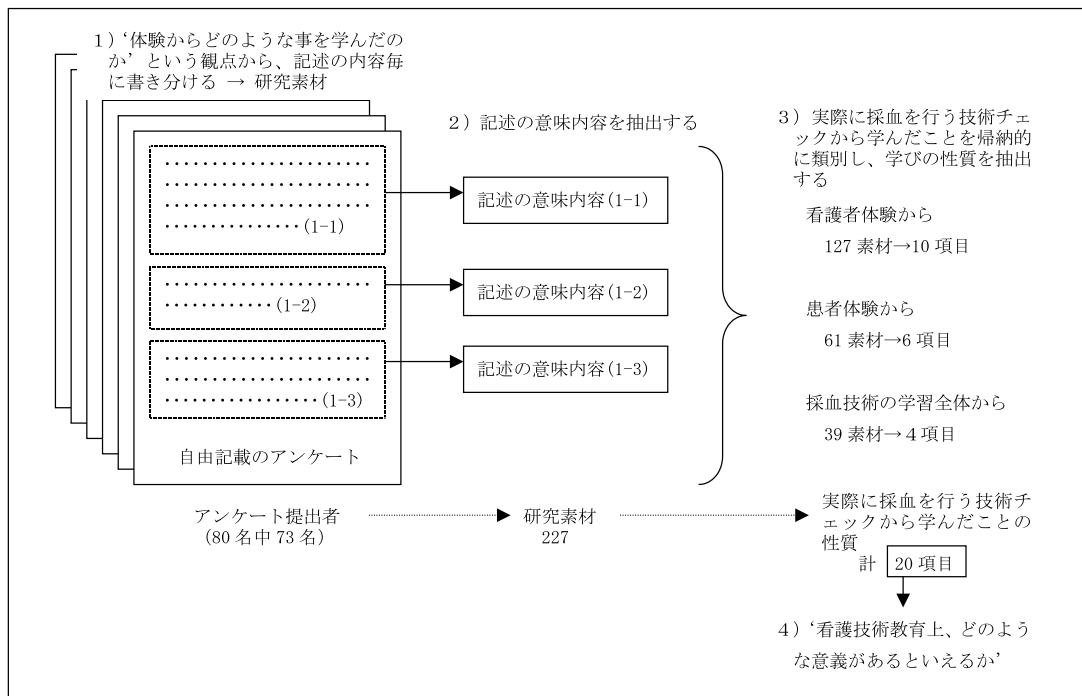 1)‘体験からどのような事を学んだの
か’という観点から、記述の内容毎
に書き分ける → 研究素材
2)記述の意味内容を抽出する
3)実際に採血を行う技術チェ
ックから学んだことを帰納的
に類別し、学びの性質を抽出
する
・・・・・・・・・・・・・・・・・・・・・・・
・・・・・・・・・・・・・・・・・・・・・・・
・・・・・・・・・・・・・・・・・・・・・・・
・・・・・・・・・・・・・・・(1-1)
記述の意味内容(1-1)
看護者体験から
127 素材→10 項目
・・・・・・・・・・・・・・・・・・・・・・・
・・・・・・・・・・・・(1-2)
記述の意味内容(1-2)
患者体験から
61 素材→6 項目
・・・・・・・・・・・・・・・・・・・・・・・
・・・・・・・・・・・・・・・・・・・・・・・
・・・・・・・・・・・・・・・・・(1-3)
記述の意味内容(1-3)
採血技術の学習全体から
39 素材→4 項目
自由記載のアンケート
アンケート提出者
(80 名中 73 名)
研究素材
227
実際に採血を行う技術チ
ェックから学んだことの
性質
計 20 項目
4)‘看護技術教育上、どのよう
な意義があるといえるか’